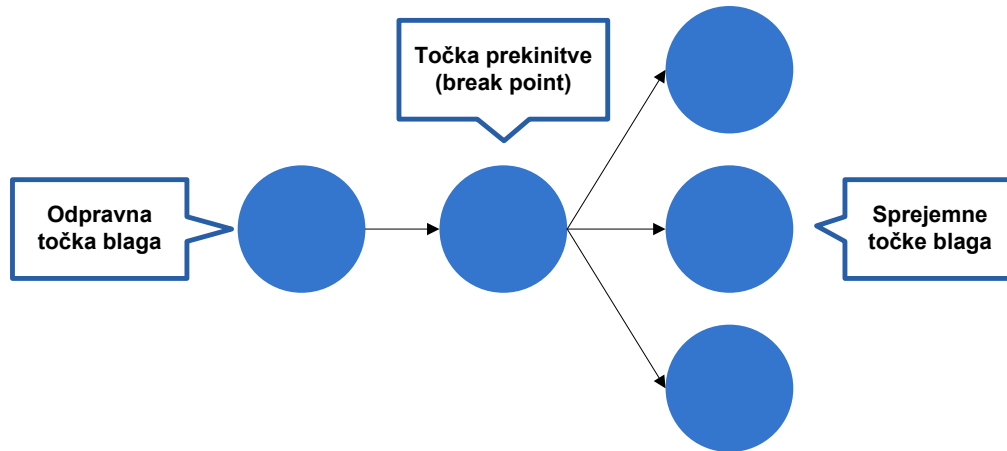 Točka prekinitve
(break point)
Odpravna
točka blaga
Sprejemne
točke blaga